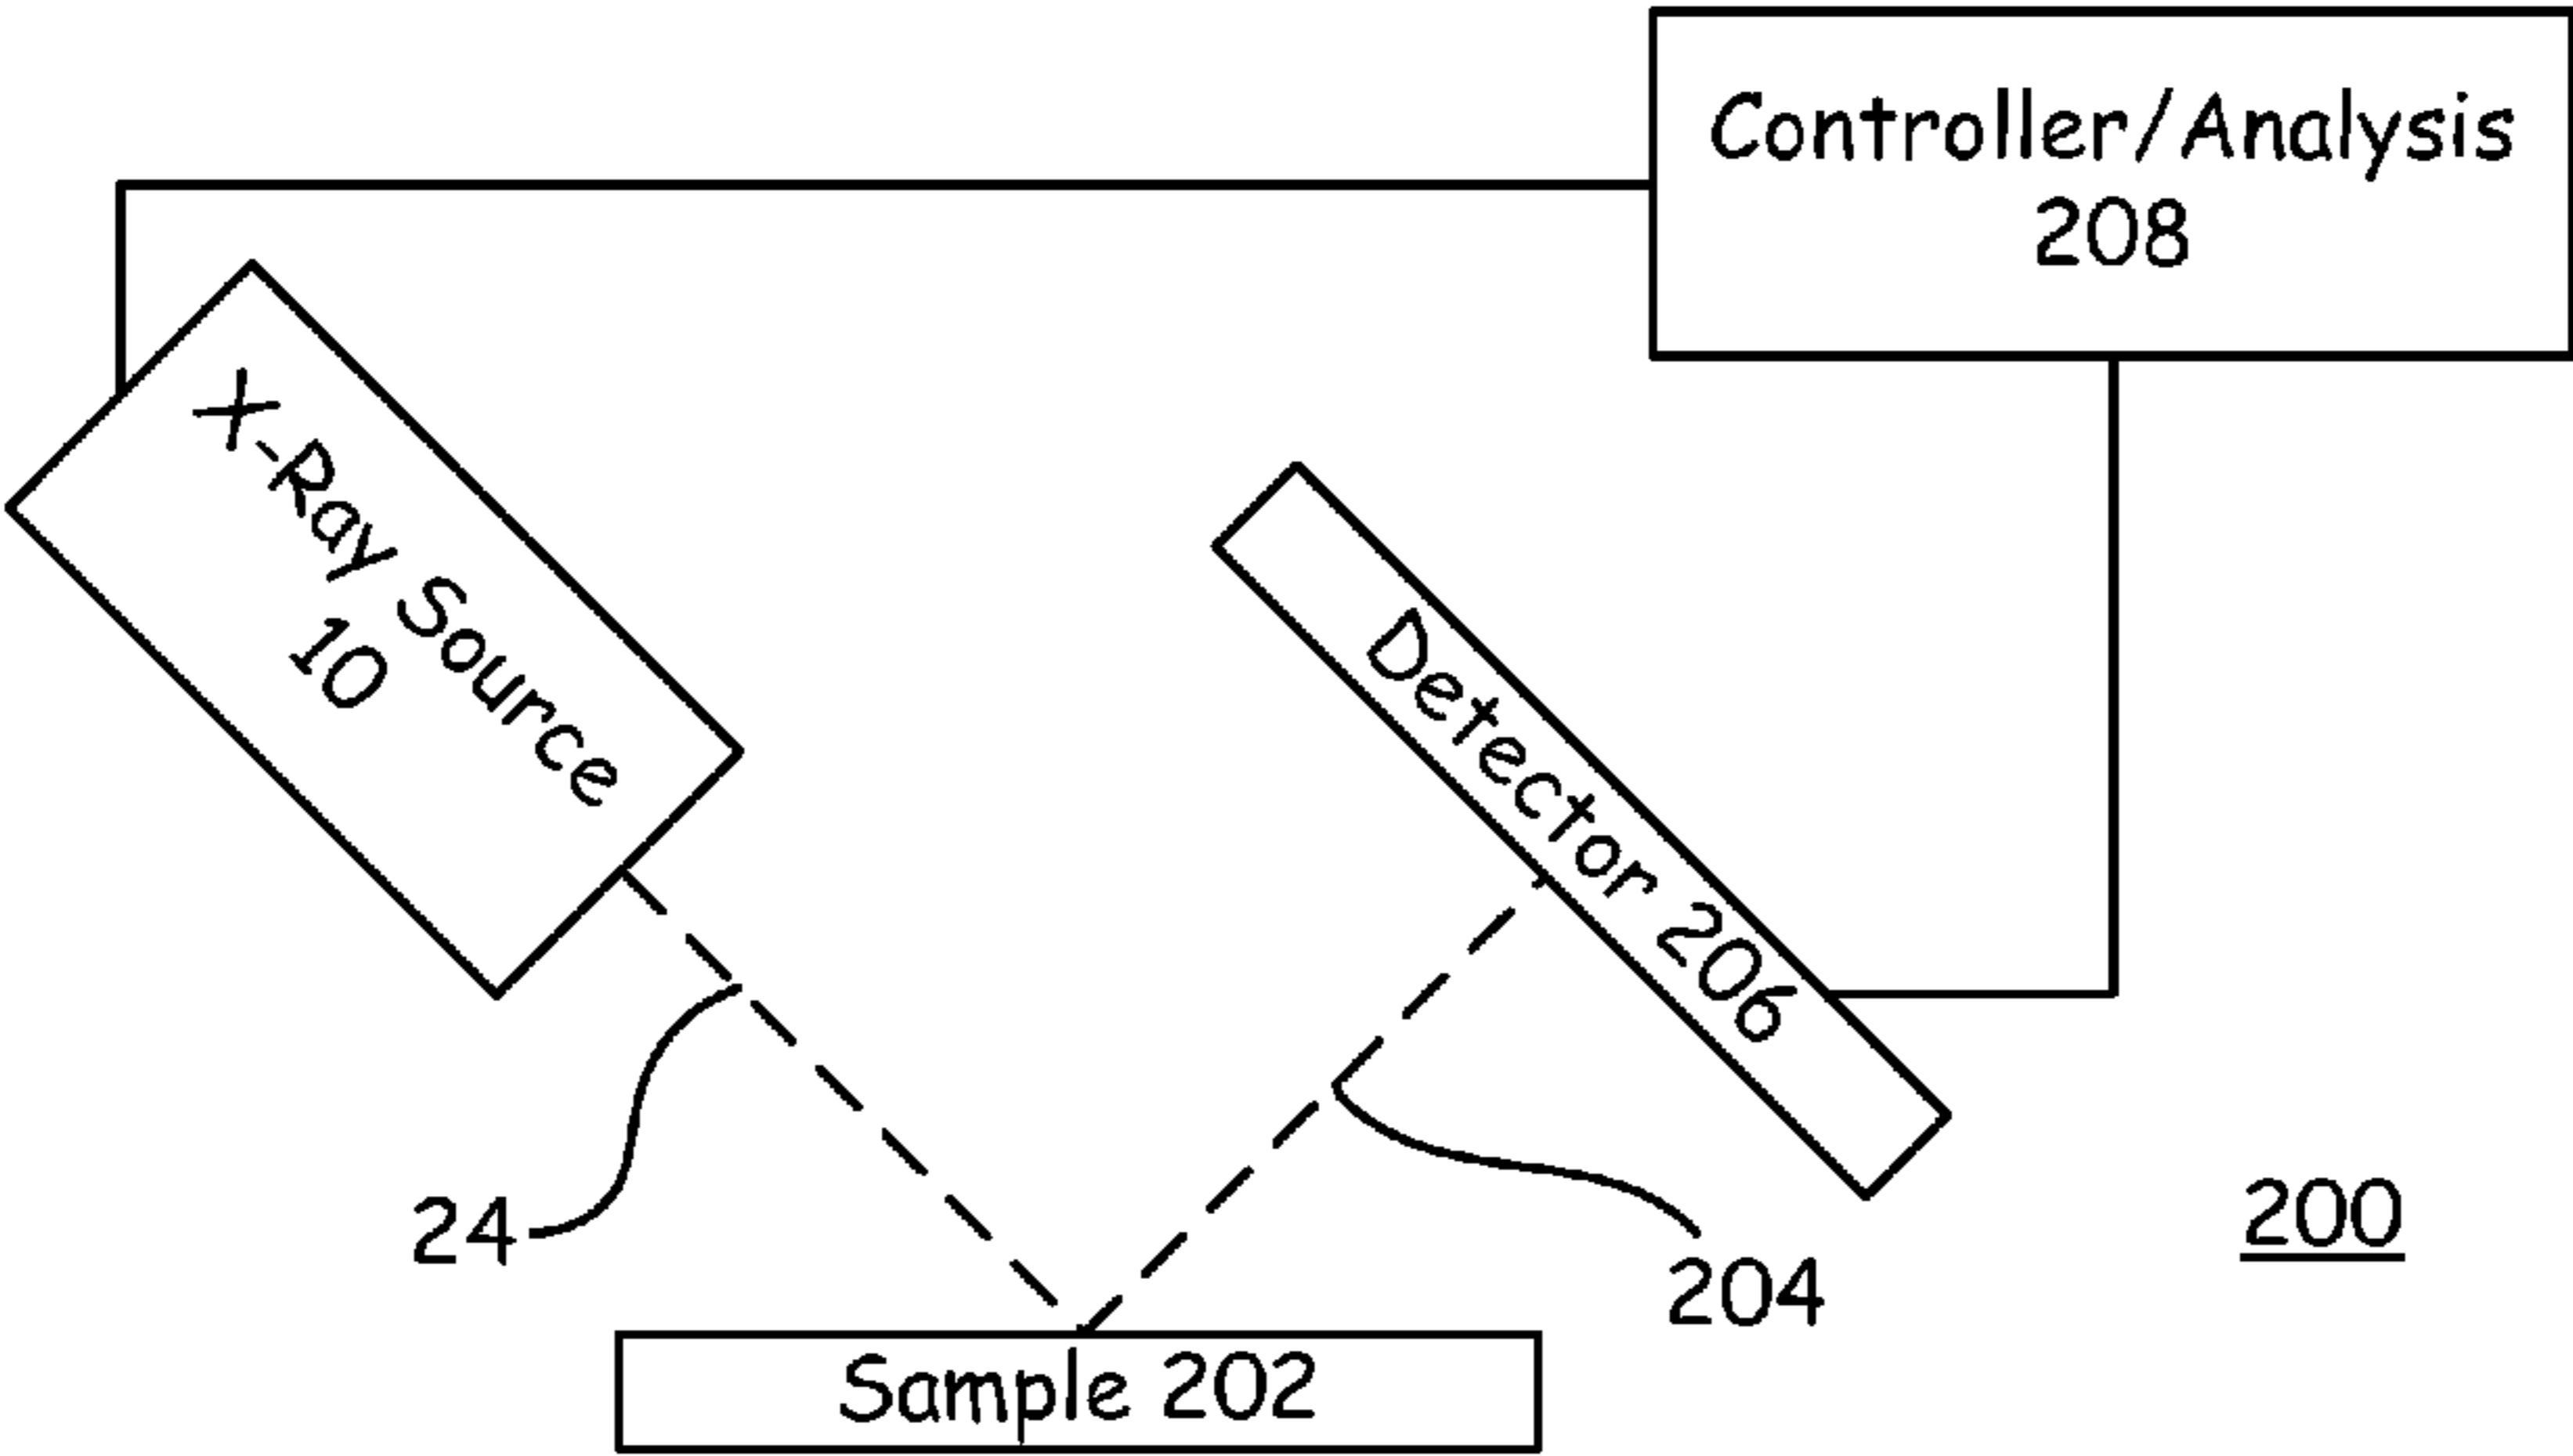 Controller/Analysis
208
X-Ray Source
10
Detector 206
24
204
200
Sample 202